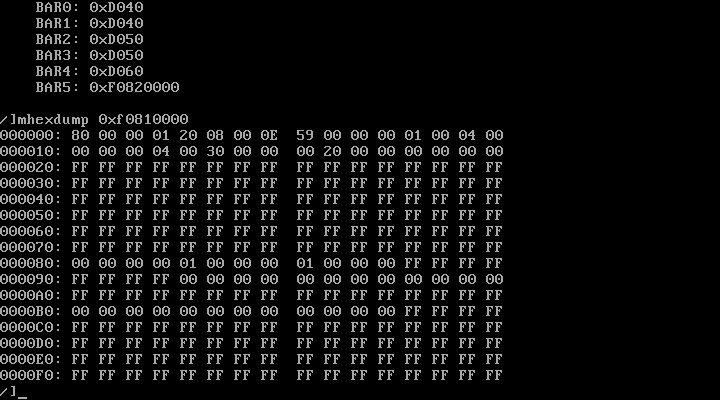 BAR0: 0xD040
BAR1: 0xD040
BAR2: 0xD050
BAR3: 0xD050
BAR4: 0xD060
BAR5: 0xF0820000
/]mhexdump 0xf0810000
000000: 80 00 00 01 20 08 00 0E  59 00 00 00 01 00 04 00
000010: 00 00 00 04 00 30 00 00  00 20 00 00 00 00 00 00
000020: FF FF FF FF FF FF FF FF  FF FF FF FF FF FF FF FF
000030: FF FF FF FF FF FF FF FF  FF FF FF FF FF FF FF FF
000040: FF FF FF FF FF FF FF FF  FF FF FF FF FF FF FF FF
000050: FF FF FF FF FF FF FF FF  FF FF FF FF FF FF FF FF
000060: FF FF FF FF FF FF FF FF  FF FF FF FF FF FF FF FF
000070: FF FF FF FF FF FF FF FF  FF FF FF FF FF FF FF FF
000080: 00 00 00 00 01 00 00 00  01 00 00 00 FF FF FF FF
000090: FF FF FF FF 00 00 00 00  00 00 00 00 00 00 00 00
0000A0: FF FF FF FF FF FF FF FF  FF FF FF FF FF FF FF FF
0000B0: 00 00 00 00 00 00 00 00  00 00 00 00 FF FF FF FF
0000C0: FF FF FF FF FF FF FF FF  FF FF FF FF FF FF FF FF
0000D0: FF FF FF FF FF FF FF FF  FF FF FF FF FF FF FF FF
0000E0: FF FF FF FF FF FF FF FF  FF FF FF FF FF FF FF FF
0000F0: FF FF FF FF FF FF FF FF  FF FF FF FF FF FF FF FF
/]_